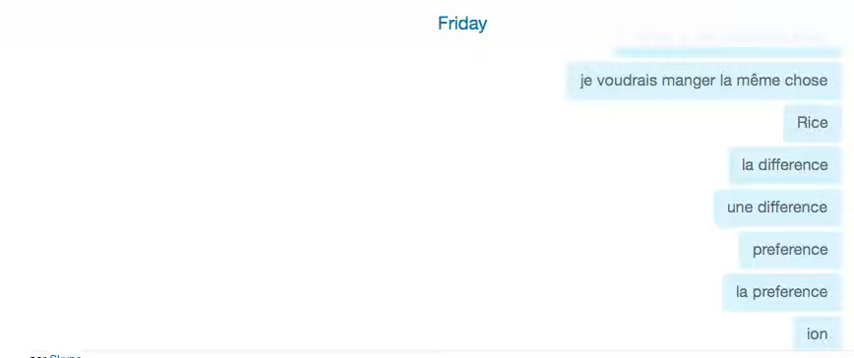 Friday
je voudrais manger la même chose
Rice
la difference
une difference
preference
la preference
ion